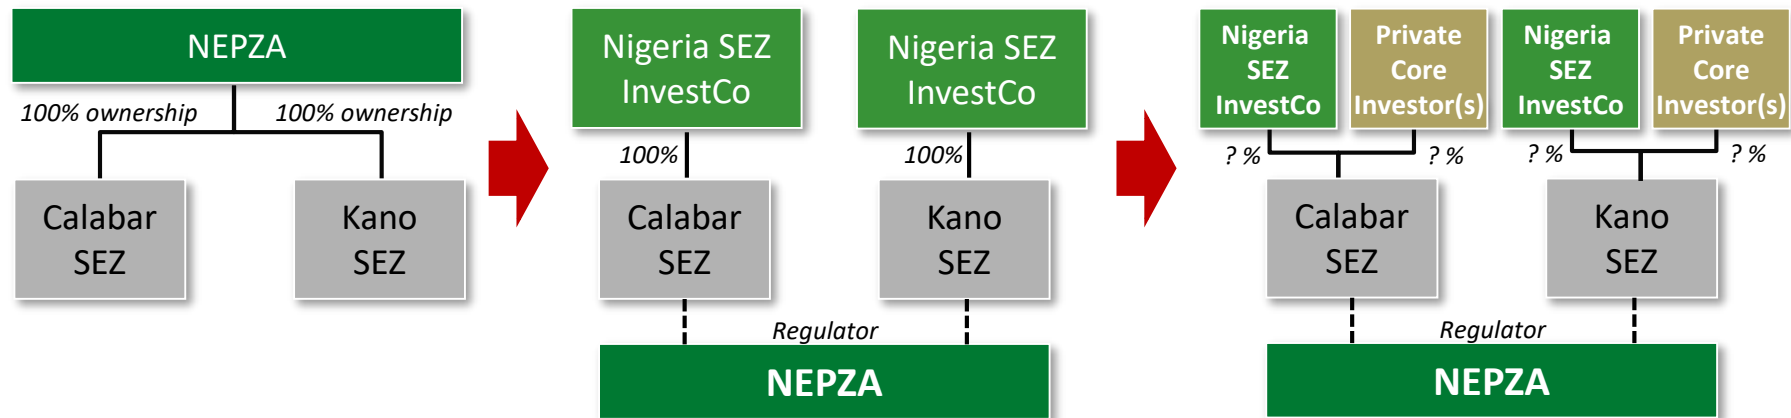 NEPZA
100% ownership
100% ownership
Calabar
SEZ
Kano
SEZ
Nigeria SEZ
InvestCo
Nigeria SEZ
InvestCo
100%
100%
Calabar
SEZ
Kano
SEZ
Regulator
NEPZA
Nigeria
SEZ
InvestCo
Private
Core
Investor(s)
Nigeria
SEZ
InvestCo
Private
Core
Investor(s)
? %
? %
? %
? %
Calabar
SEZ
Kano
SEZ
Regulator
NEPZA